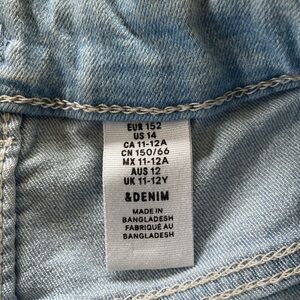 EUR 152
US 14
CA 11-12A
CN 150/66
MX 11-12A
AUS 12
UK 11-12Y
&DENIM
MADE IN
BANGLADESH
FABRIQUÉ AU
BANGLADESH